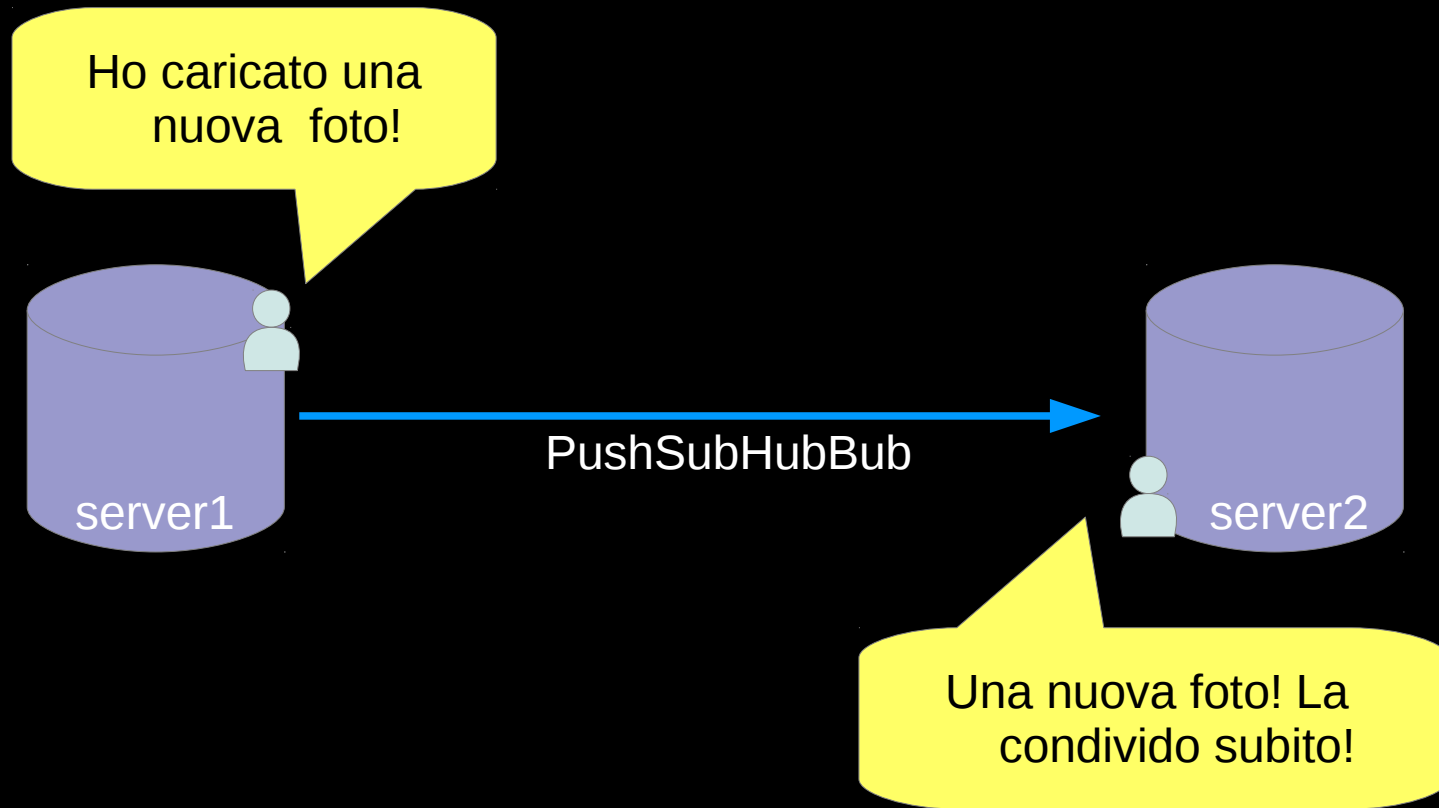 Ho caricato una
nuova foto!
PushSubHubBub
server1
server2
Una nuova foto! La
condivido subito!